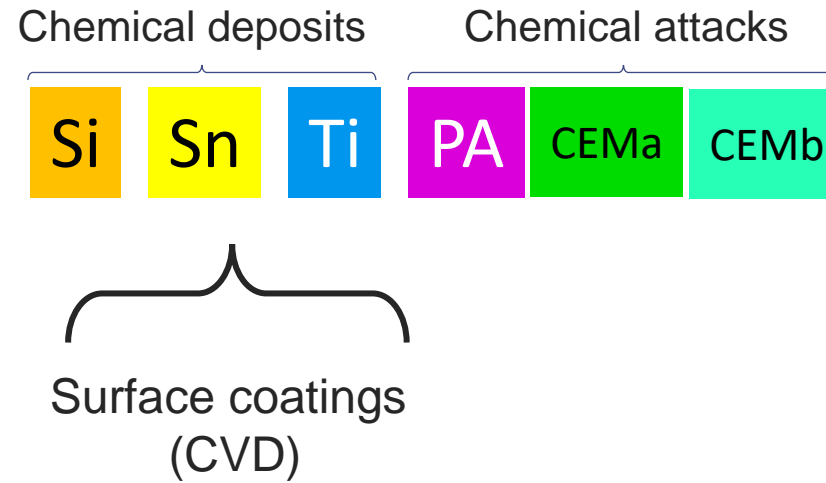 Chemical deposits Chemical attacks
Si Sn Ti PA CEMa CEMb
Surface coatings
(CVD)